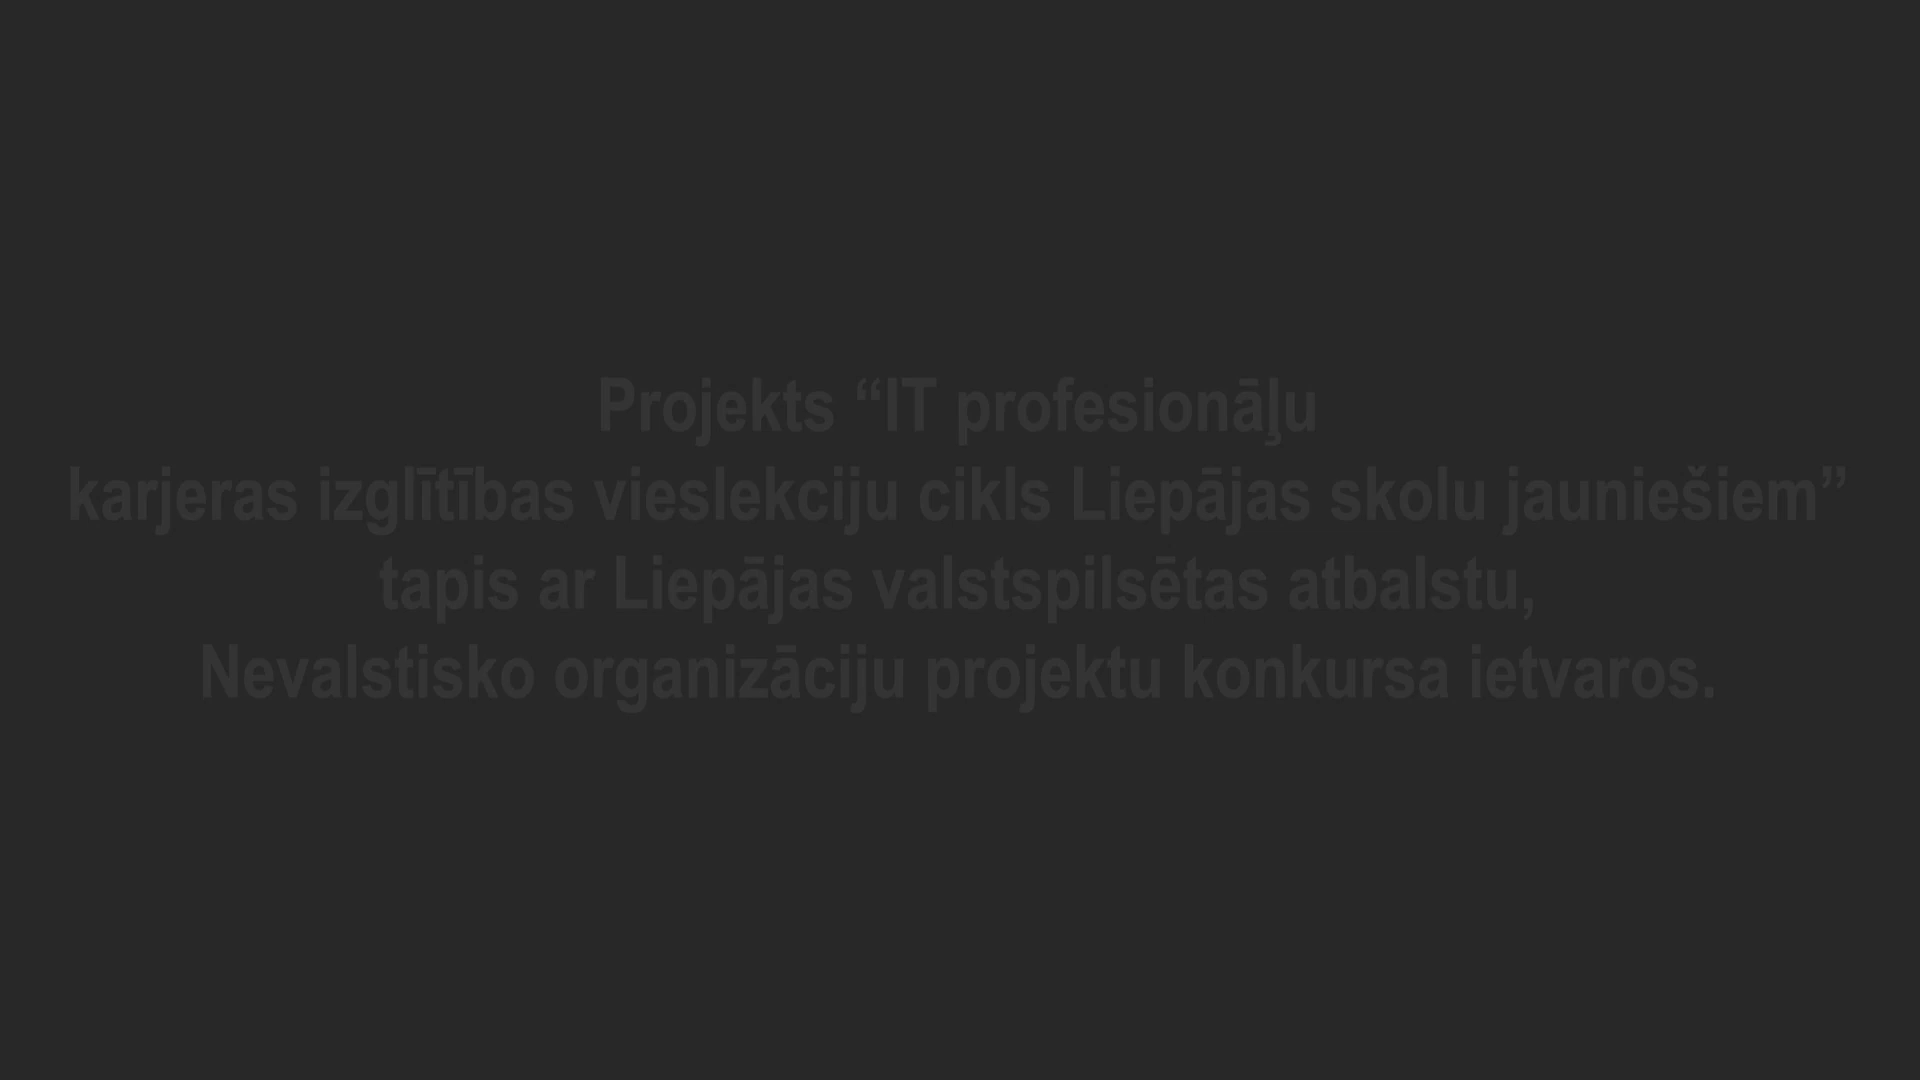 Projekts “IT profesionāļu
karjeras izglītības vieslekciju cikls Liepājas skolu jauniešiem”
tapis ar Liepājas valstspilsētas atbalstu,
Nevalstisko organizāciju projektu konkursa ietvaros.